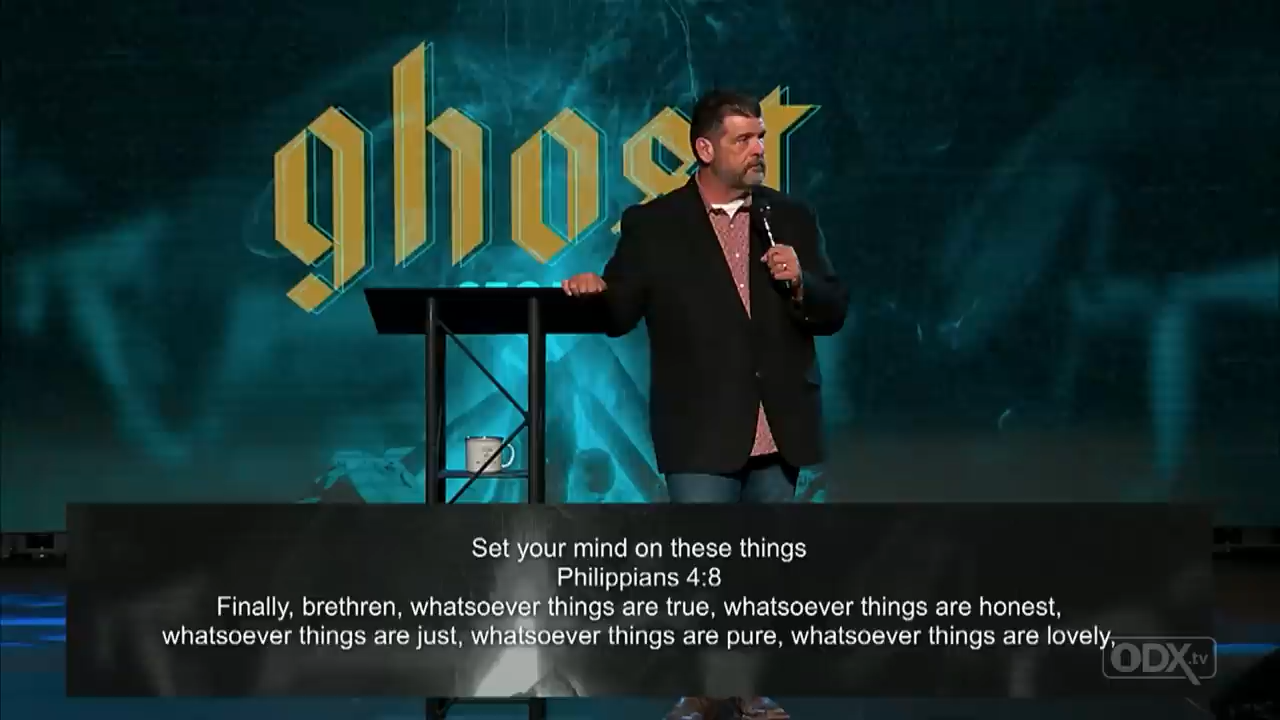 ghost
Set your mind on these things
Philippians 4:8
Finally, brethren, whatsoever things are true, whatsoever things are honest,
whatsoever things are just, whatsoever things are pure, whatsoever things are lovely,
ODX.tv